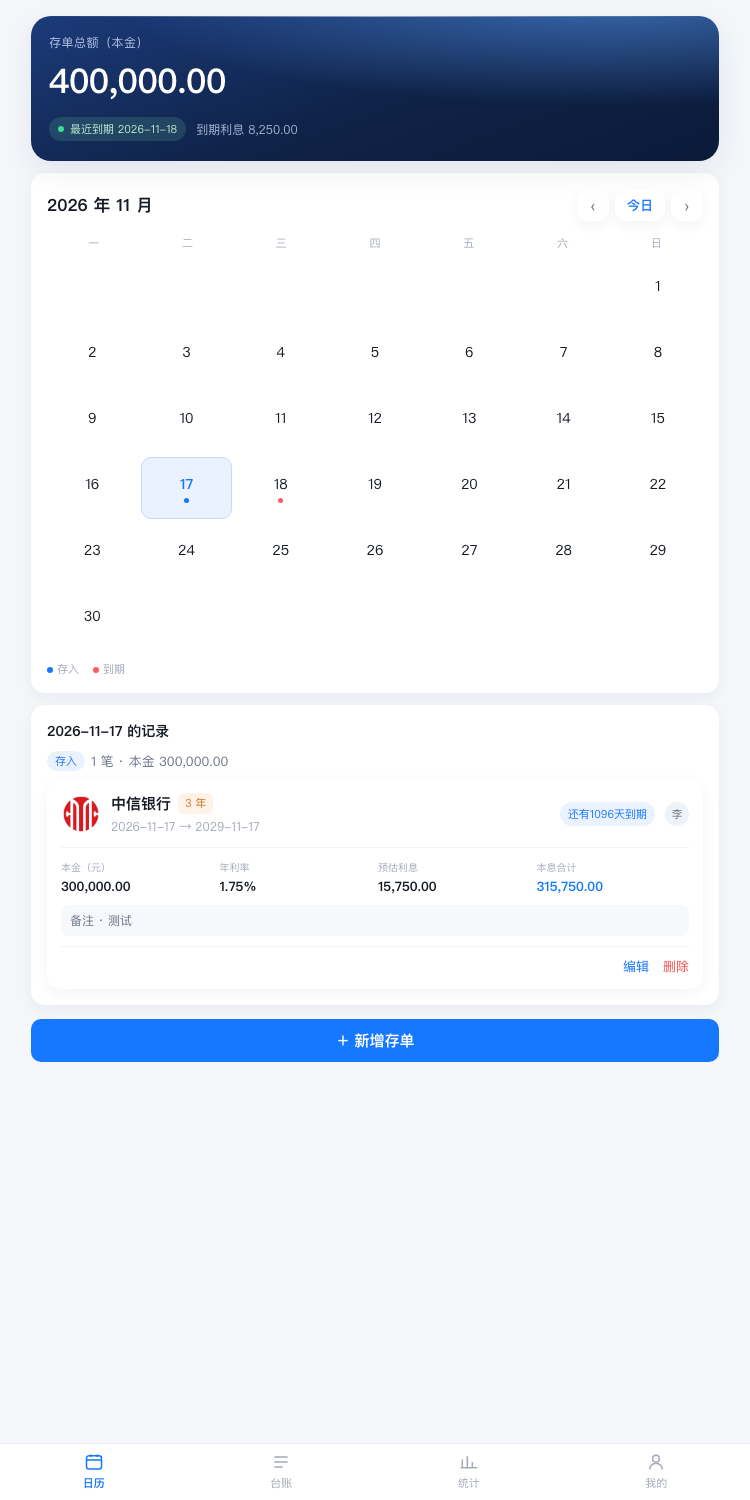 存单总额（本金）
400,000.00
最近到期 2026-11-18 到期利息 8,250.00
2026 年 11 月 ‹ 今日 ›
一 二 三 四 五 六 日
1
2 3 4 5 6 7 8
9 10 11 12 13 14 15
16 17 18 19 20 21 22
23 24 25 26 27 28 29
30
存入 到期
2026-11-17 的记录
存入 1 笔 · 本金 300,000.00
中信银行 3 年
2026-11-17 → 2029-11-17 还有1096天到期 李
本金（元） 年利率 预估利息 本息合计
300,000.00 1.75% 15,750.00 315,750.00
备注 · 测试
编辑 删除
+ 新增存单
日历 台账 统计 我的